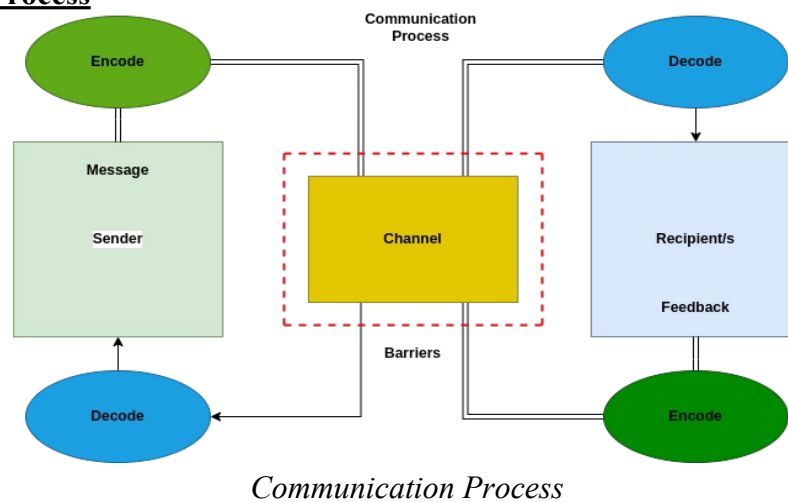 Communication
Process
Encode
Decode
Message
Sender
Channel
Recipient/s
Feedback
Barriers
Decode
Encode
Communication Process